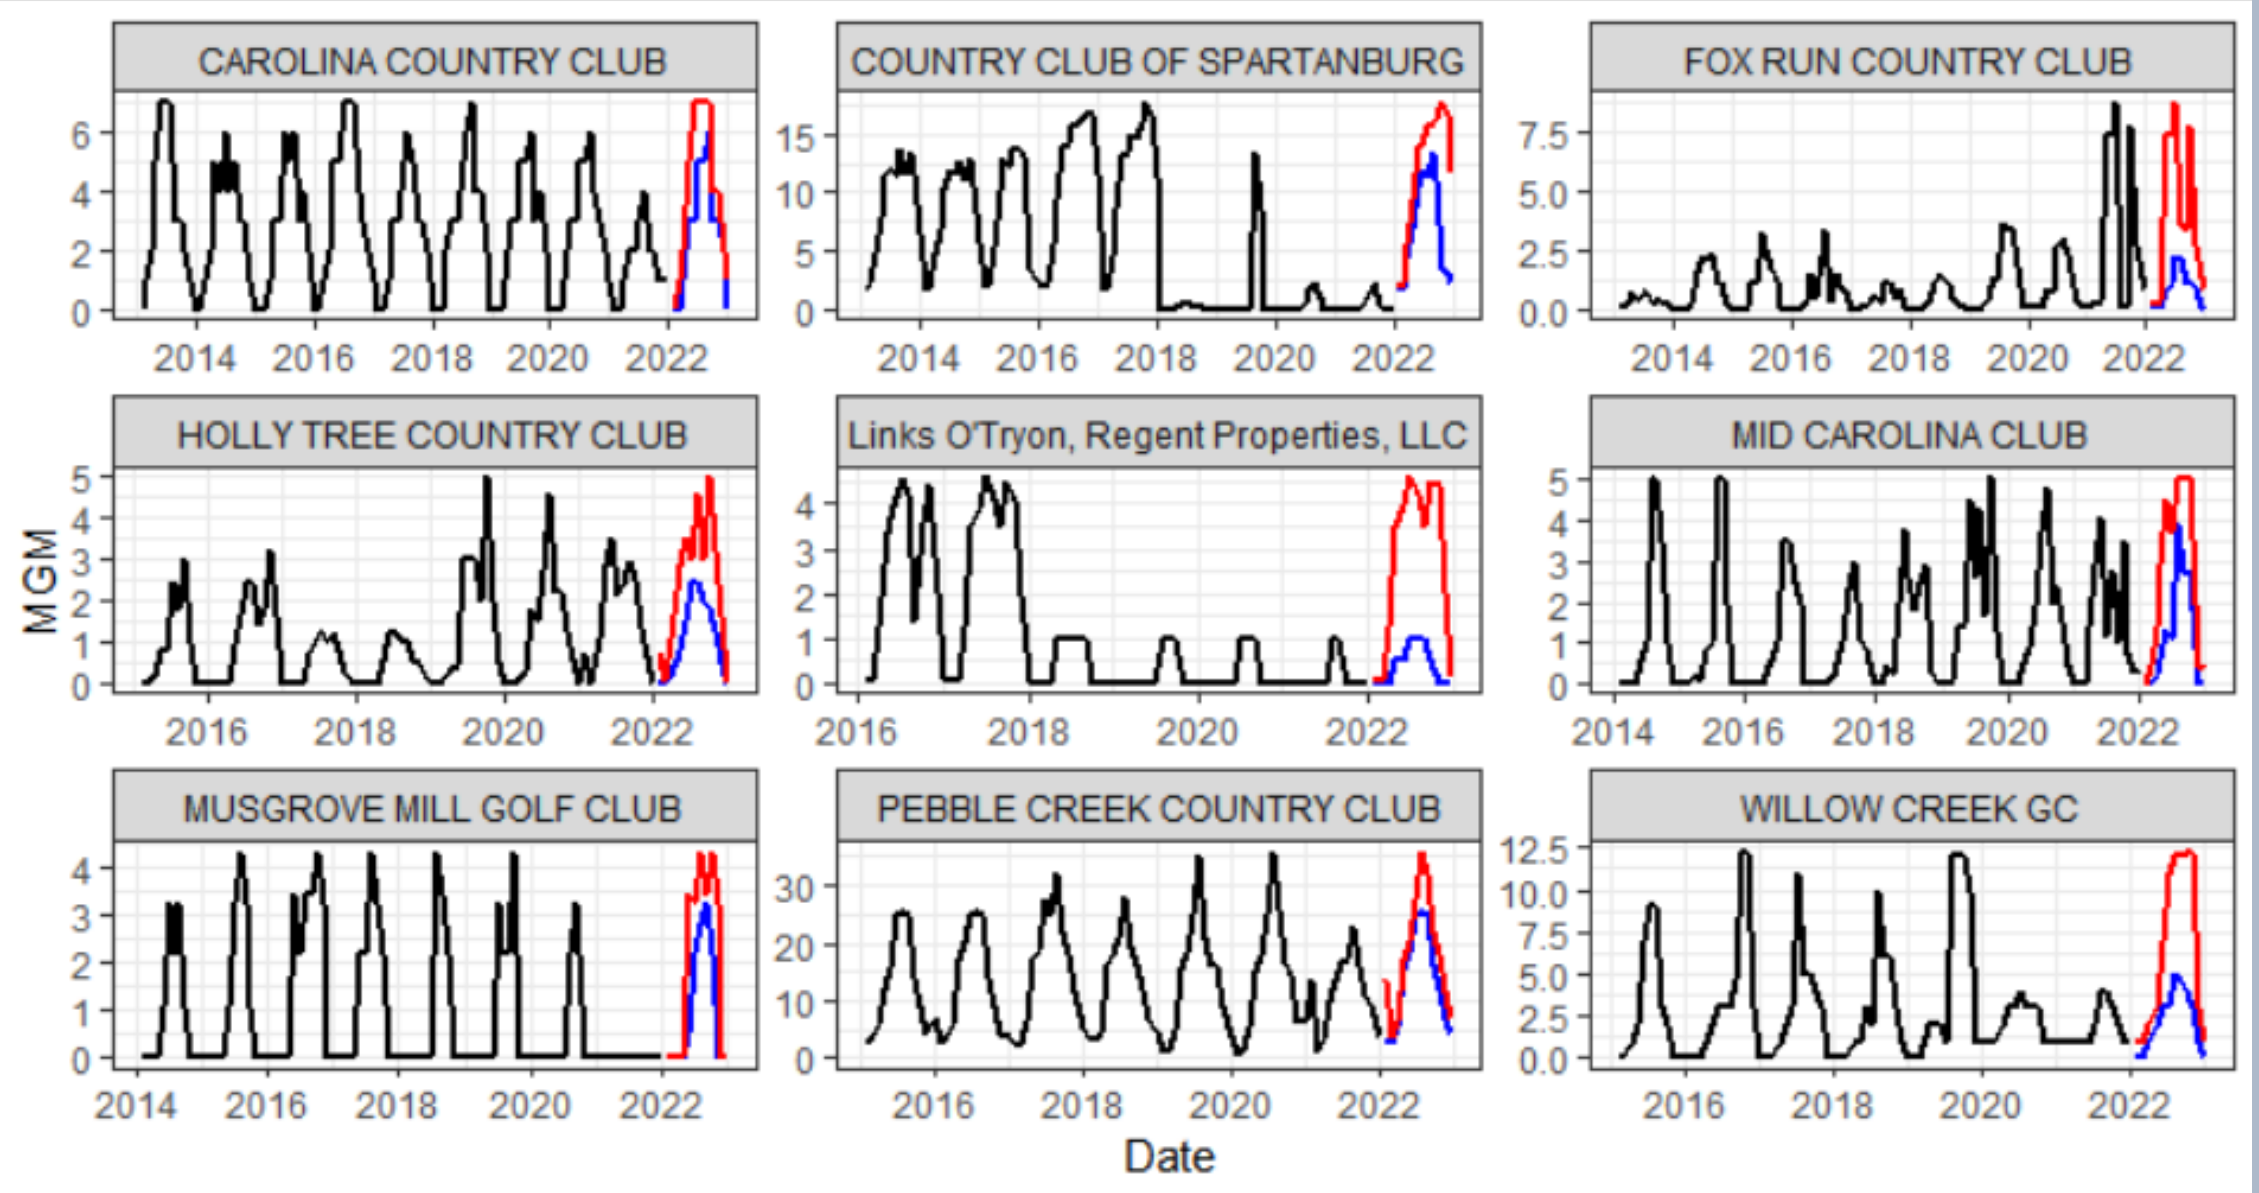 CAROLINA COUNTRY CLUB
COUNTRY CLUB OF SPARTANBURG
FOX RUN COUNTRY CLUB
6
4
2
0
15
10
5
0
7.5
5.0
2.5
0.0
2014 2016 2018 2020 2022
2014 2016 2018 2020 2022
2014 2016 2018 2020 2022
HOLLY TREE COUNTRY CLUB
Links O'Tryon, Regent Properties, LLC
MID CAROLINA CLUB
MGM
5
4
3
2
1
0
4
3
2
1
0
5
4
3
2
1
0
2016 2018 2020 2022
2016 2018 2020 2022
2014 2016 2018 2020 2022
MUSGROVE MILL GOLF CLUB
PEBBLE CREEK COUNTRY CLUB
WILLOW CREEK GC
4
3
2
1
0
30
20
10
0
12.5
10.0
7.5
5.0
2.5
0.0
2014 2016 2018 2020 2022
2016 2018 2020 2022
2016 2018 2020 2022
Date